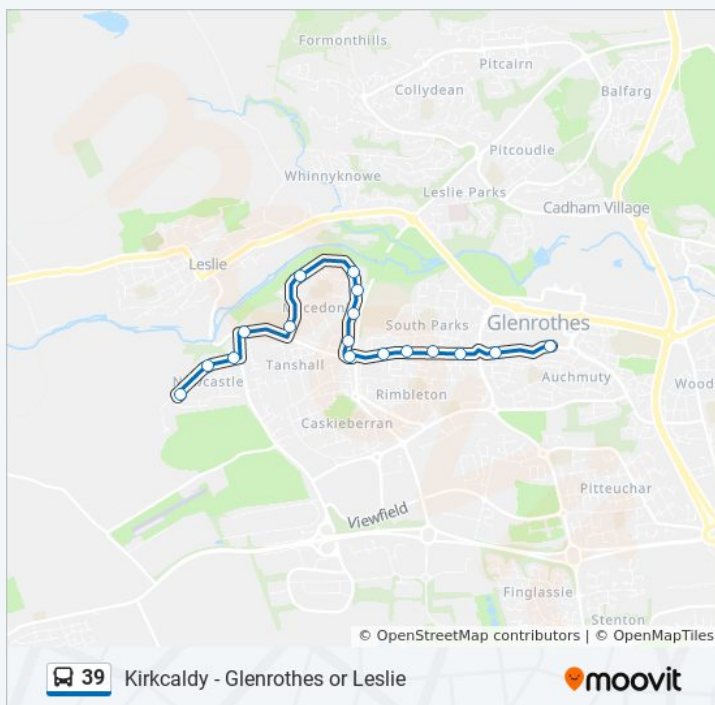 Formonthills
Pitcairn
Collydean
Balfarg
Pitcoudie
Whinnyknowe
Leslie Parks
Cadham Village
Leslie
South Parks
Glenrothes
Tanshall
Newcastle
Auchmuty
Rimbleton
Caskieberran
Pitteuchar
Viewfield
Finglassie
Stenton
© OpenStreetMap contributors | © OpenMapTiles
39 Kirkcaldy - Glenrothes or Leslie
moovit